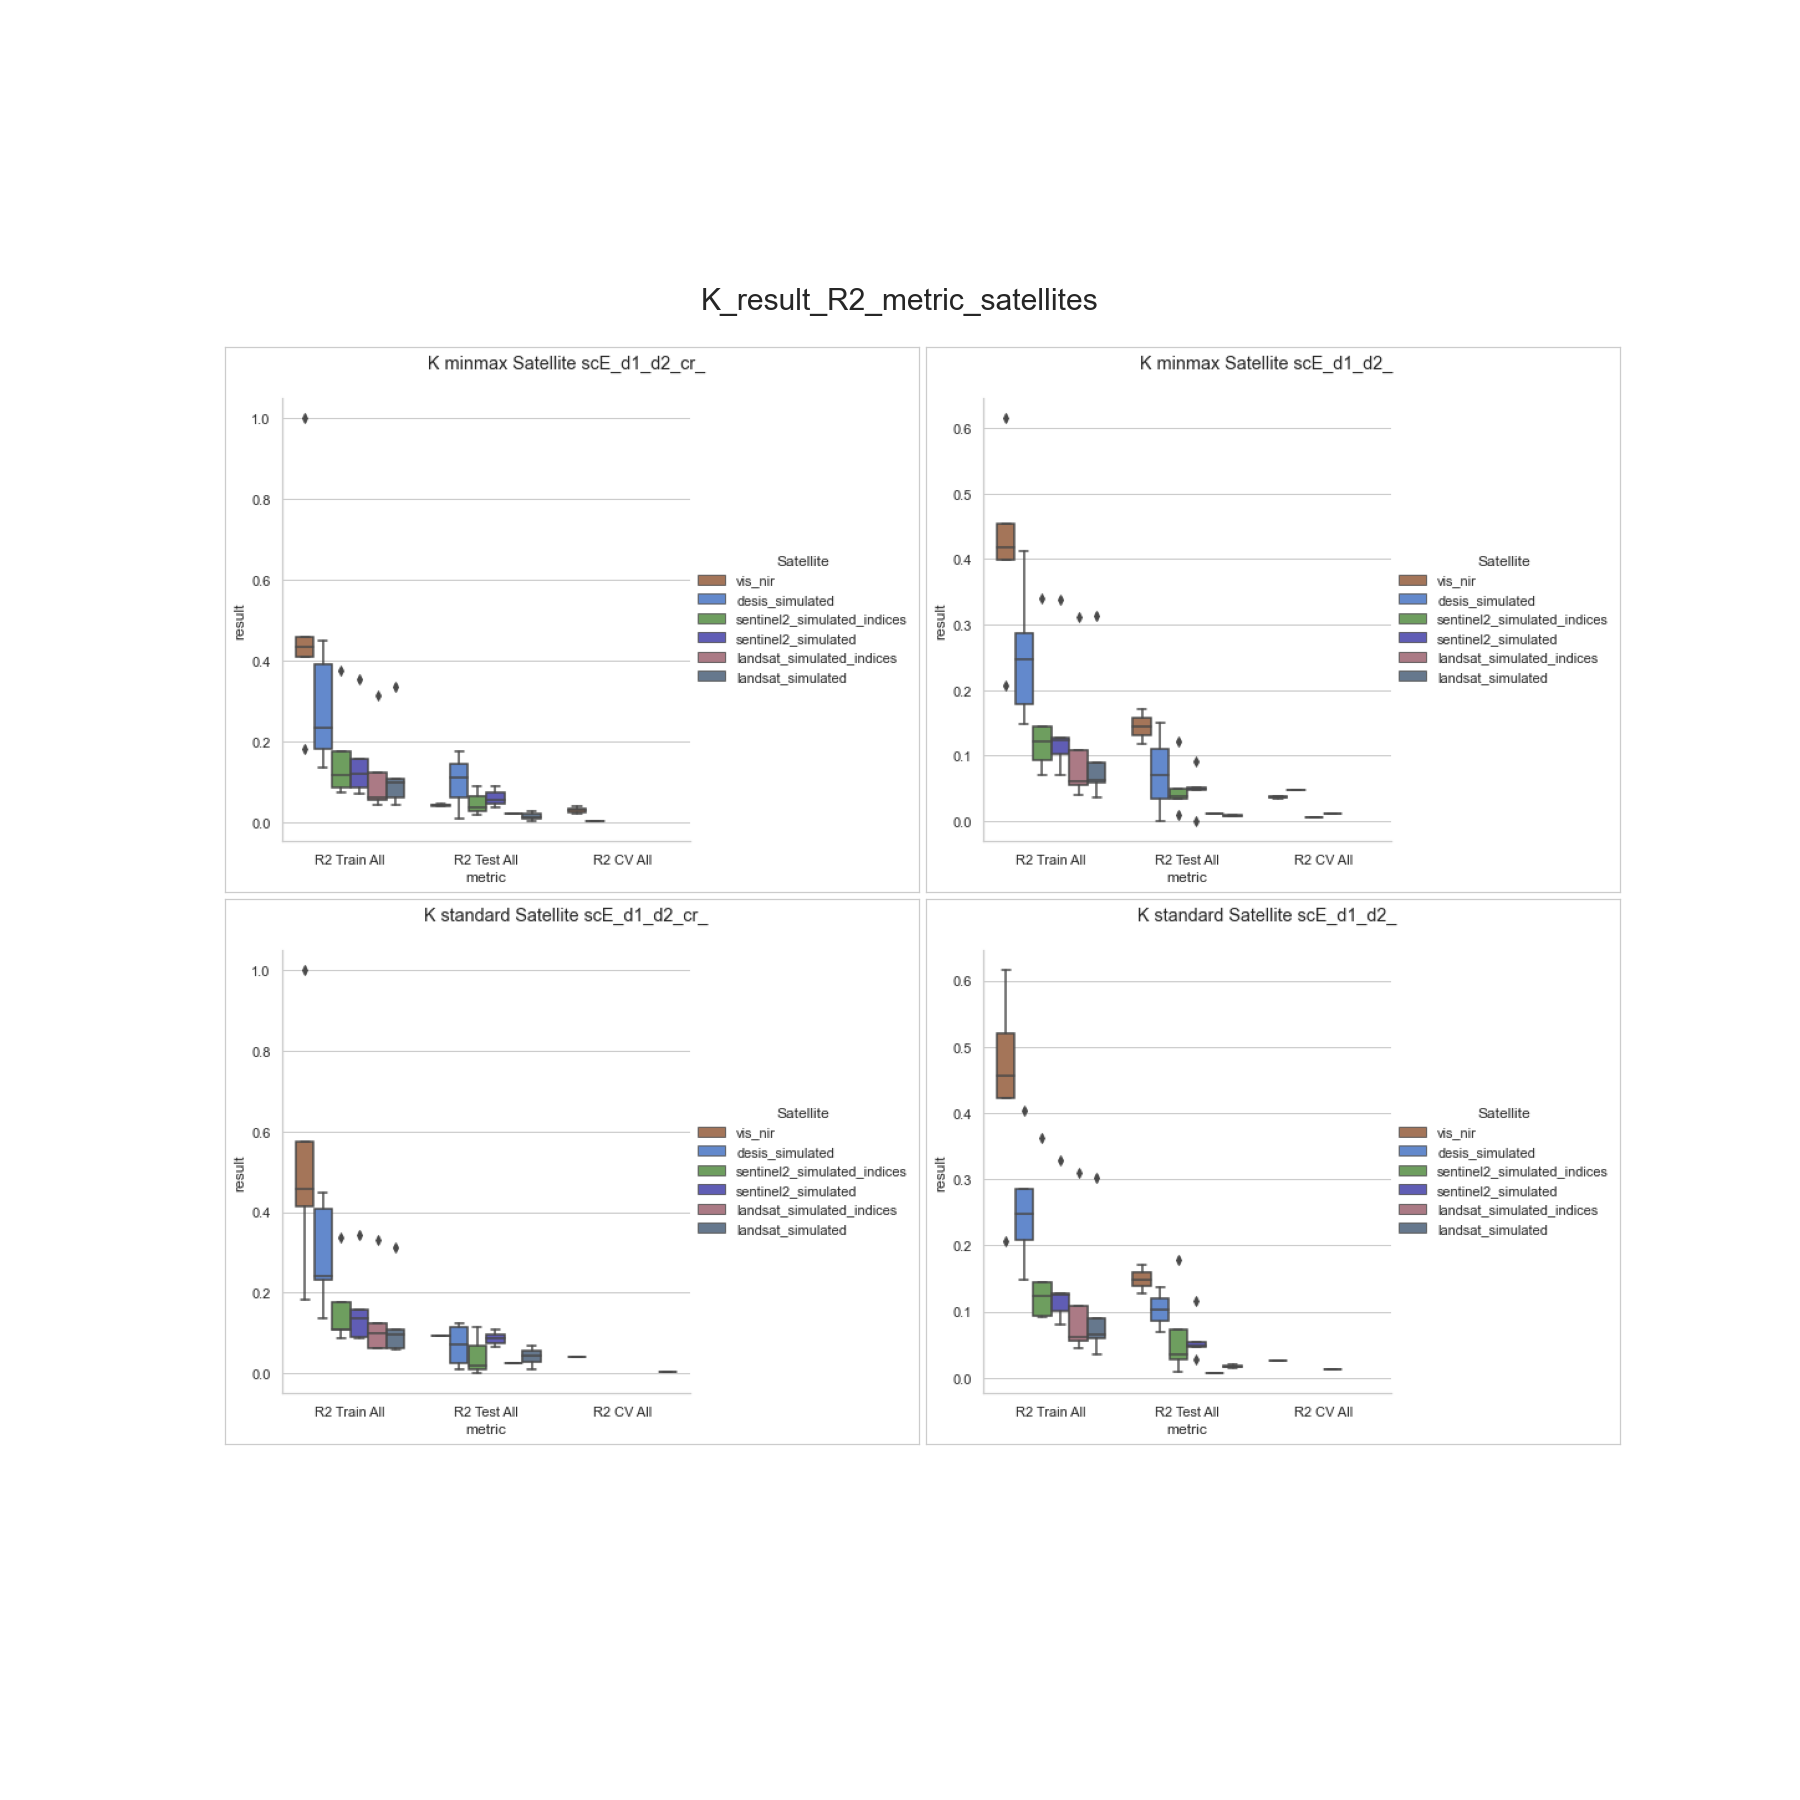 K_result_R2_metric_satellites
K minmax Satellite scE_d1_d2_cr_
1.0
0.8
0.6
0.4
0.2
0.0
result
R2 Train All
R2 Test All
R2 CV All
metric
Satellite
vis_nir
desis_simulated
sentinel2_simulated_indices
sentinel2_simulated
landsat_simulated_indices
landsat_simulated
K minmax Satellite scE_d1_d2_
0.6
0.5
0.4
0.3
0.2
0.1
0.0
result
R2 Train All
R2 Test All
R2 CV All
metric
Satellite
vis_nir
desis_simulated
sentinel2_simulated_indices
sentinel2_simulated
landsat_simulated_indices
landsat_simulated
K standard Satellite scE_d1_d2_cr_
1.0
0.8
0.6
0.4
0.2
0.0
result
R2 Train All
R2 Test All
R2 CV All
metric
Satellite
vis_nir
desis_simulated
sentinel2_simulated_indices
sentinel2_simulated
landsat_simulated_indices
landsat_simulated
K standard Satellite scE_d1_d2_
0.6
0.5
0.4
0.3
0.2
0.1
0.0
result
R2 Train All
R2 Test All
R2 CV All
metric
Satellite
vis_nir
desis_simulated
sentinel2_simulated_indices
sentinel2_simulated
landsat_simulated_indices
landsat_simulated